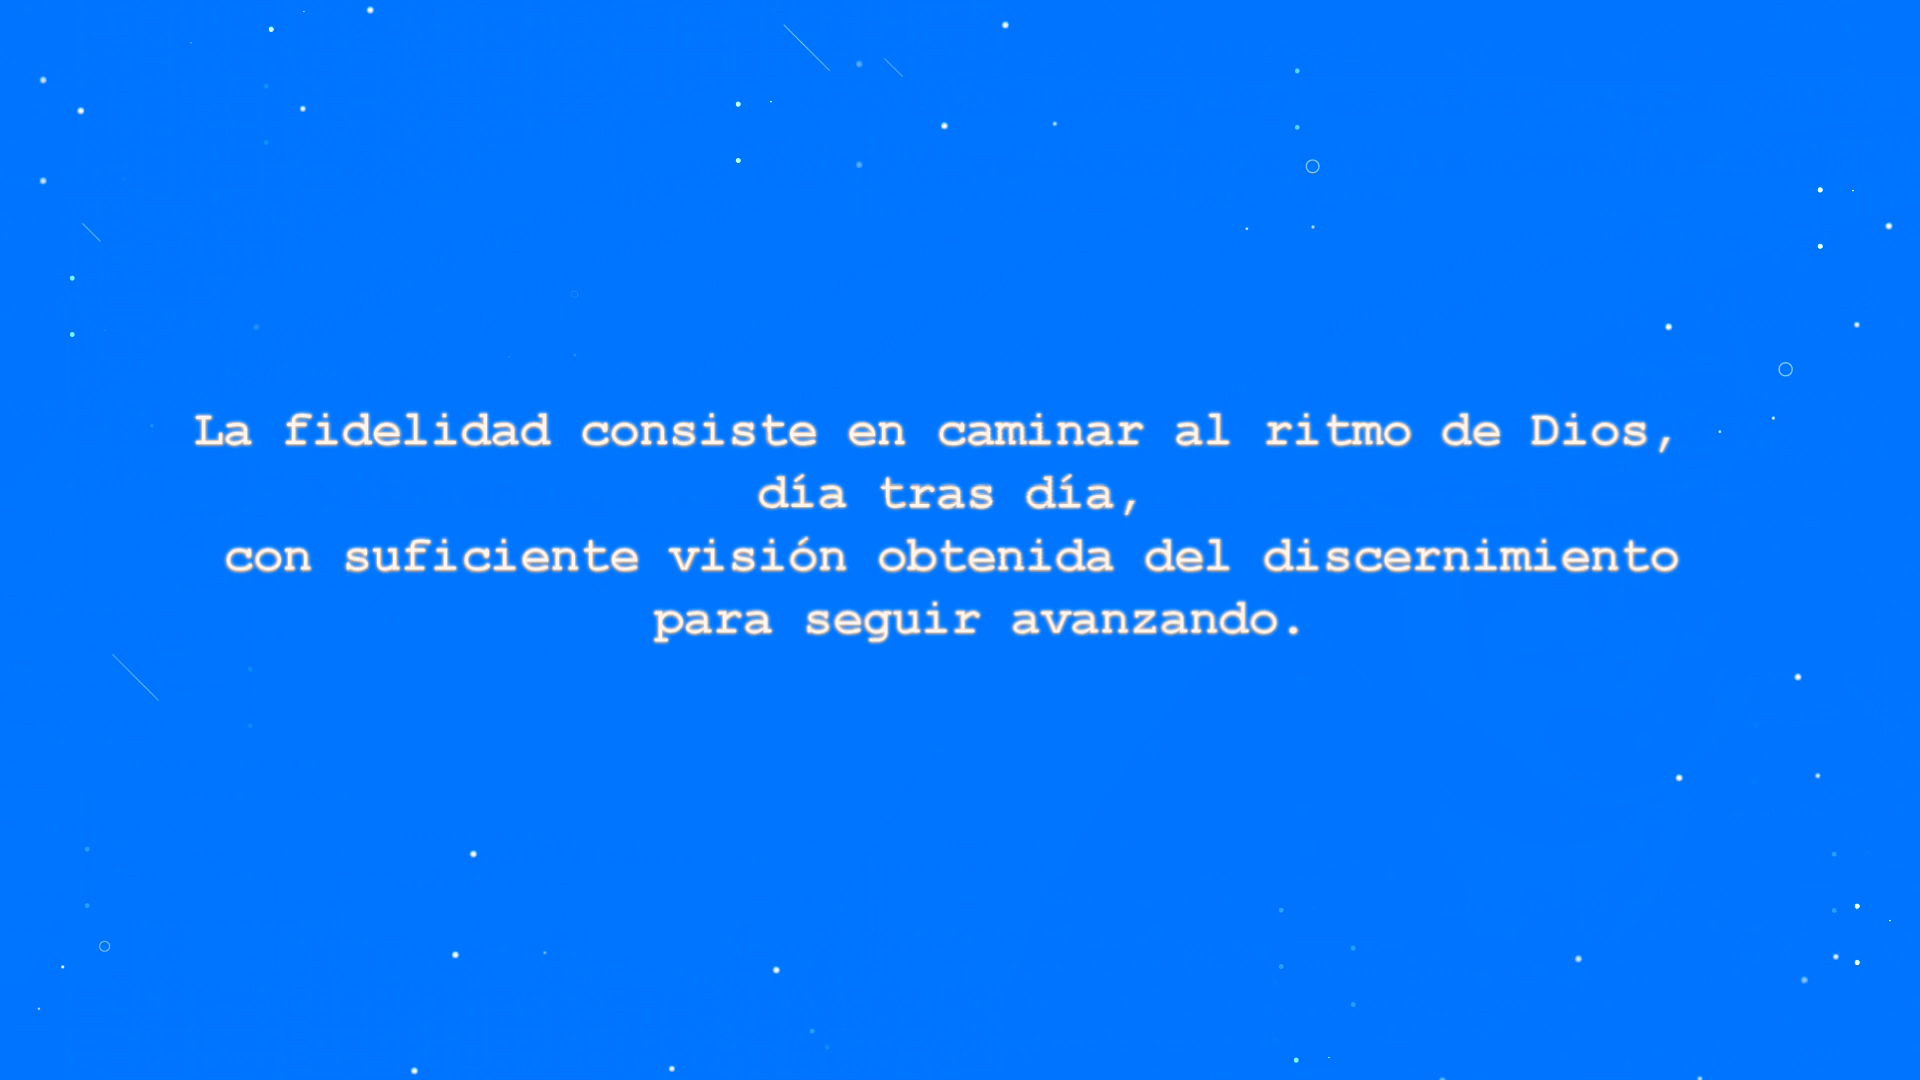 La fidelidad consiste en caminar al ritmo de Dios,
día tras día,
con suficiente visión obtenida del discernimiento
para seguir avanzando.